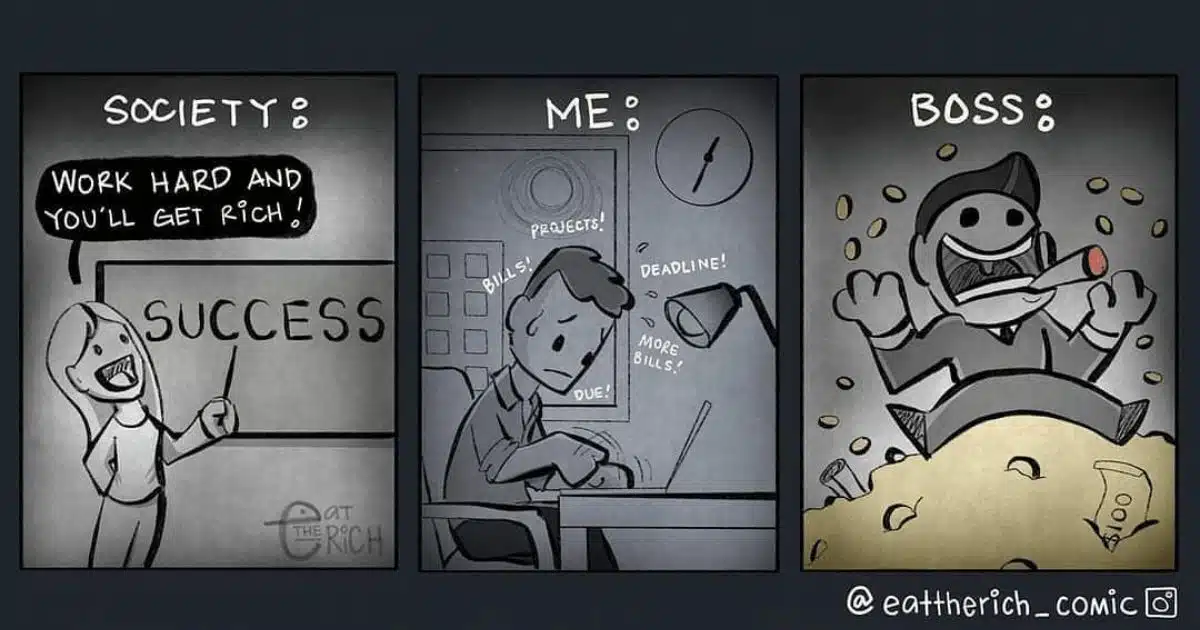 SOCIETY:
WORK HARD AND
YOU'LL GET RiCH!
SUCCESS
eAT
THE RiCH
ME:
PROJECTS!
BILLS!
DEADLINE!
MORE
BILLS!
DUE!
BOSS:
$100
@eattherich_comic